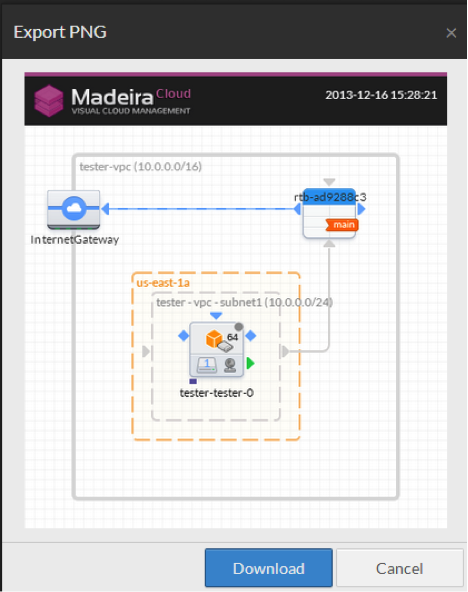 Export PNG
×
Madeira Cloud
VISUAL CLOUD MANAGEMENT
2013-12-16 15:28:21
tester-vpc (10.0.0.0/16)
rtb-ad9288c3
main
InternetGateway
us-east-1a
tester - vpc - subnet1 (10.0.0.0/24)
64
1
tester-tester-0
Download
Cancel